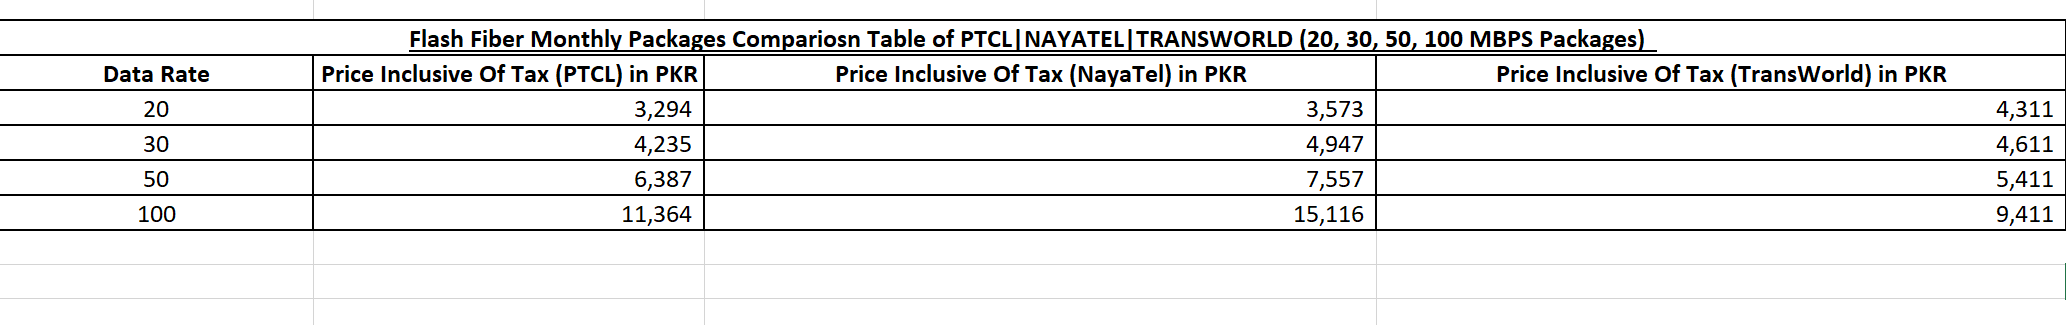 Flash Fiber Monthly Packages Compariosn Table of PTCL|NAYATEL|TRANSWORLD (20, 30, 50, 100 MBPS Packages)
Data Rate Price Inclusive Of Tax (PTCL) in PKR Price Inclusive Of Tax (NayaTel) in PKR Price Inclusive Of Tax (TransWorld) in PKR
20 3,294 3,573 4,311
30 4,235 4,947 4,611
50 6,387 7,557 5,411
100 11,364 15,116 9,411